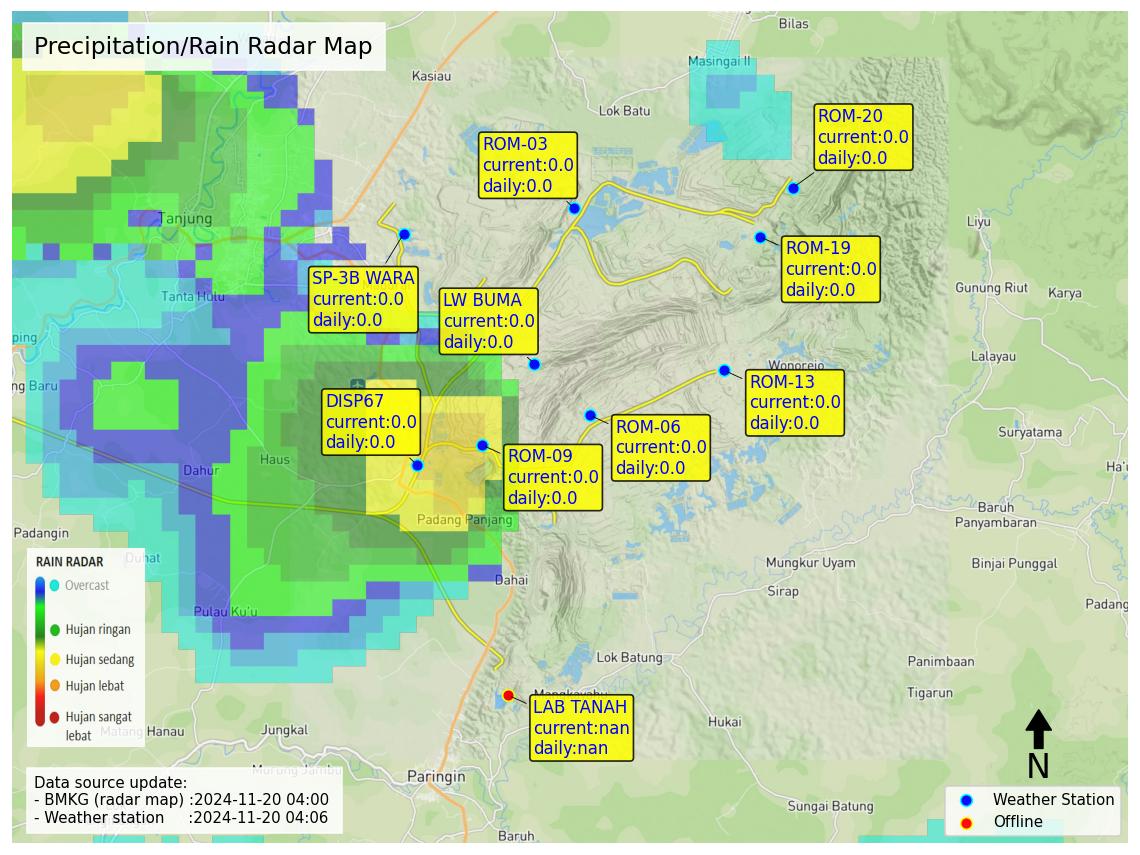 Precipitation/Rain Radar Map
Bilas
Masingai II
Kasiau
Lok Batu
ROM-20
current:0.0
daily:0.0
ROM-03
current:0.0
daily:0.0
Tanjung
Liyu
ROM-19
current:0.0
daily:0.0
SP-3B WARA
current:0.0
daily:0.0
Tanta Hulu
LW BUMA
current:0.0
daily:0.0
Gunung Riut
Karya
ping
Lalayau
Wonorejo
ng Baru
ROM-13
current:0.0
daily:0.0
DISP67
current:0.0
daily:0.0
ROM-06
current:0.0
daily:0.0
Suryatama
Haus
Dahur
ROM-09
current:0.0
daily:0.0
Ha'u
Baruh
Panyambaran
Padang Panjang
Padangin
Duhat
Mungkur Uyam
Binjai Punggal
Dahai
Sirap
Padang
Pulau Ku'u
RAIN RADAR
Overcast
Hujan ringan
Hujan sedang
Hujan lebat
Hujan sangat
lebat
Lok Batung
Panimbaan
Tigarun
Mangkayahu
LAB TANAH
current:nan
daily:nan
Hukai
Matang Hanau
Jungkal
Murung Jambu
Paringin
N
Sungai Batung
Baruh
Data source update:
- BMKG (radar map) :2024-11-20 04:00
- Weather station :2024-11-20 04:06
Weather Station
Offline